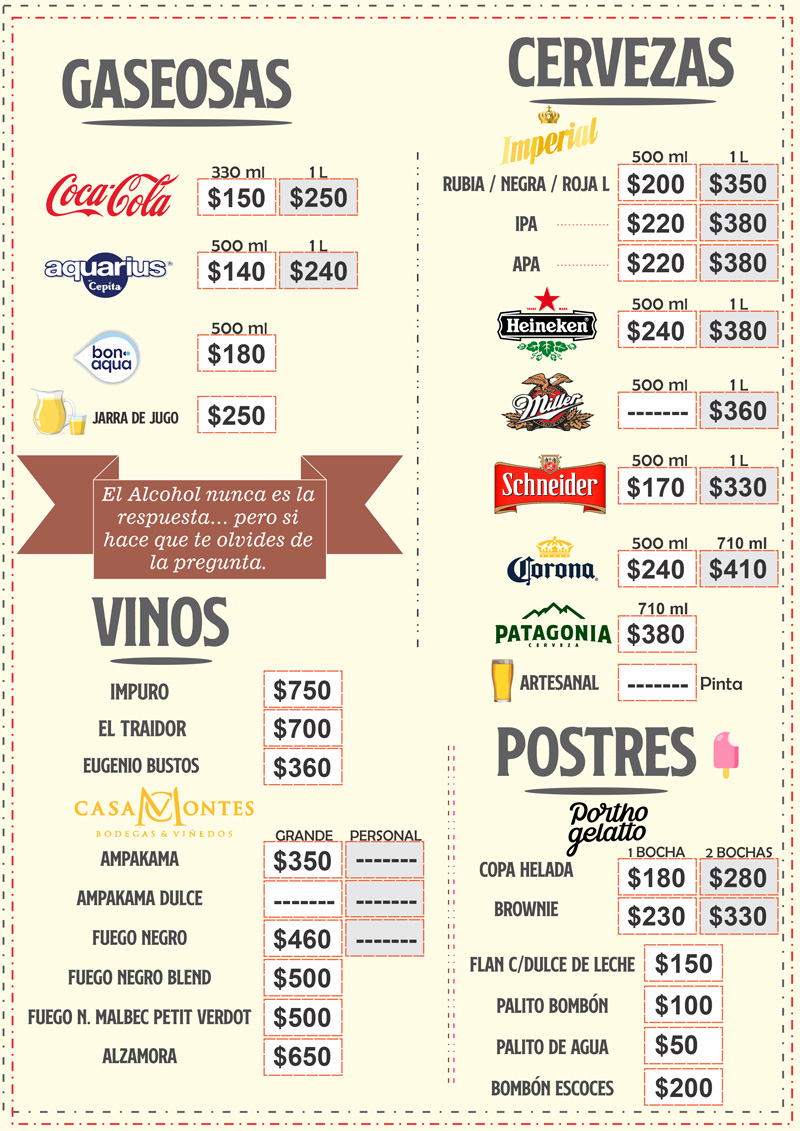 GASEOSAS
330 ml 1 L
Coca-Cola $150 $250
500 ml 1 L
aquarius® Cepita $140 $240
500 ml
bon aqua $180
JARRA DE JUGO $250
El Alcohol nunca es la
respuesta... pero si
hace que te olvides de
la pregunta.
VINOS
IMPURO $750
EL TRAIDOR $700
EUGENIO BUSTOS $360
CASA MONTES
BODEGAS & VIÑEDOS
GRANDE PERSONAL
AMPAKAMA $350 -------
AMPAKAMA DULCE ------- -------
FUEGO NEGRO $460 -------
FUEGO NEGRO BLEND $500
FUEGO N. MALBEC PETIT VERDOT $500
ALZAMORA $650
CERVEZAS
Imperial
500 ml 1 L
RUBIA / NEGRA / ROJA L $200 $350
IPA $220 $380
APA $220 $380
500 ml 1 L
Heineken $240 $380
500 ml 1 L
Miller ------- $360
500 ml 1 L
Schneider $170 $330
500 ml 710 ml
Corona $240 $410
710 ml
PATAGONIA $380
CERVEZA
ARTESANAL ------- Pinta
POSTRES
Portho
gelatto
1 BOCHA 2 BOCHAS
COPA HELADA $180 $280
BROWNIE $230 $330
FLAN C/DULCE DE LECHE $150
PALITO BOMBÓN $100
PALITO DE AGUA $50
BOMBÓN ESCOCES $200